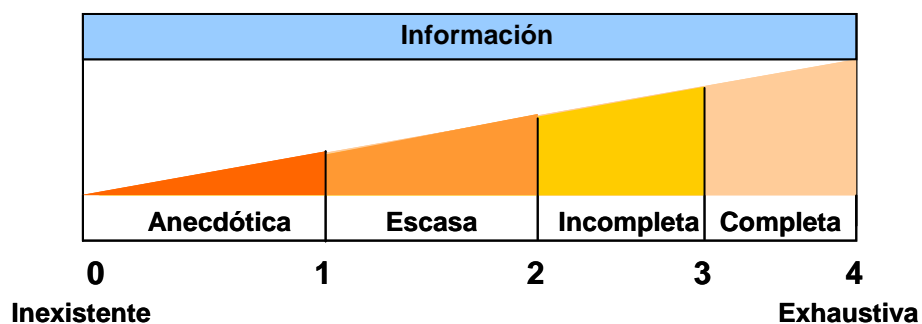 Información
Anecdótica Escasa Incompleta Completa
0 1 2 3 4
Inexistente Exhaustiva